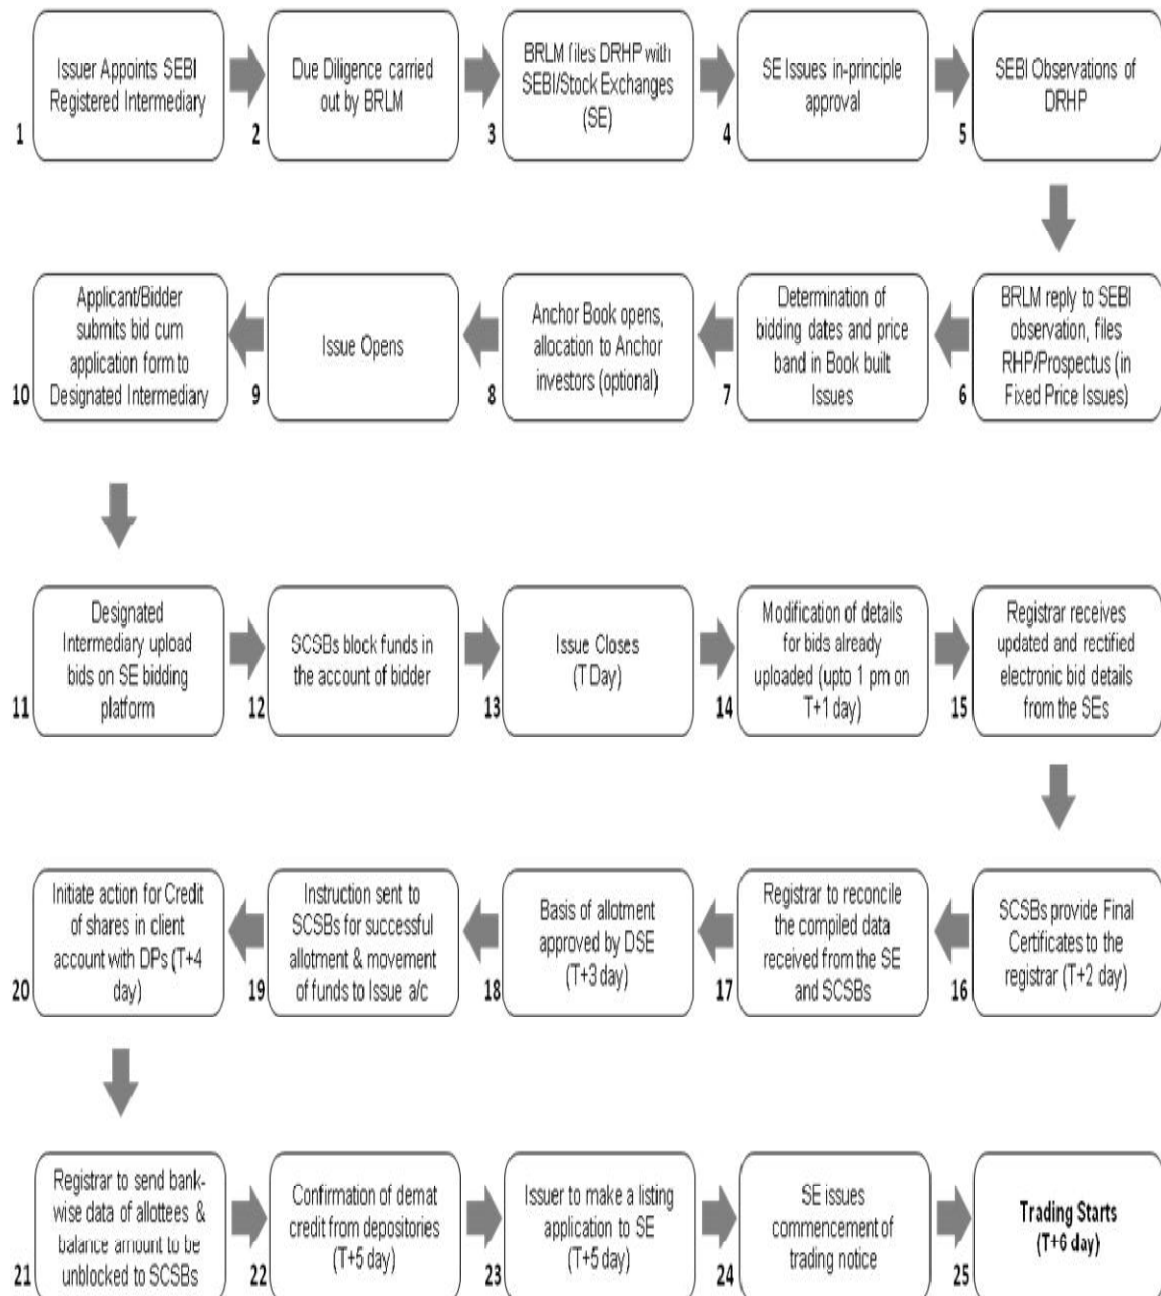 Issuer Appoints SEBI
Registered Intermediary
1
Due Diligence carried
out by BRLM
2
BRLM files DRHP with
SEBI/Stock Exchanges
(SE)
3
SE Issues in-principle
approval
4
SEBI Observations of
DRHP
5
BRLM reply to SEBI
observation, files
RHP/Prospectus (in
Fixed Price Issues)
6
Determination of
bidding dates and price
band in Book built
Issues
7
Anchor Book opens,
allocation to Anchor
investors (optional)
8
Issue Opens
9
Applicant/Bidder
submits bid cum
application form to
Designated Intermediary
10
Designated
Intermediary upload
bids on SE bidding
platform
11
SCSBs block funds in
the account of bidder
12
Issue Closes
(T Day)
13
Modification of details
for bids already
uploaded (upto 1 pm on
T+1 day)
14
Registrar receives
updated and rectified
electronic bid details
from the SEs
15
SCSBs provide Final
Certificates to the
registrar (T+2 day)
16
Registrar to reconcile
the compiled data
received from the SE
and SCSBs
17
Basis of allotment
approved by DSE
(T+3 day)
18
Instruction sent to
SCSBs for successful
allotment & movement
of funds to Issue a/c
19
Initiate action for Credit
of shares in client
account with DPs (T+4
day)
20
Registrar to send bank-
wise data of allottees &
balance amount to be
unblocked to SCSBs
21
Confirmation of demat
credit from depositories
(T+5 day)
22
Issuer to make a listing
application to SE
(T+5 day)
23
SE issues
commencement of
trading notice
24
Trading Starts
(T+6 day)
25